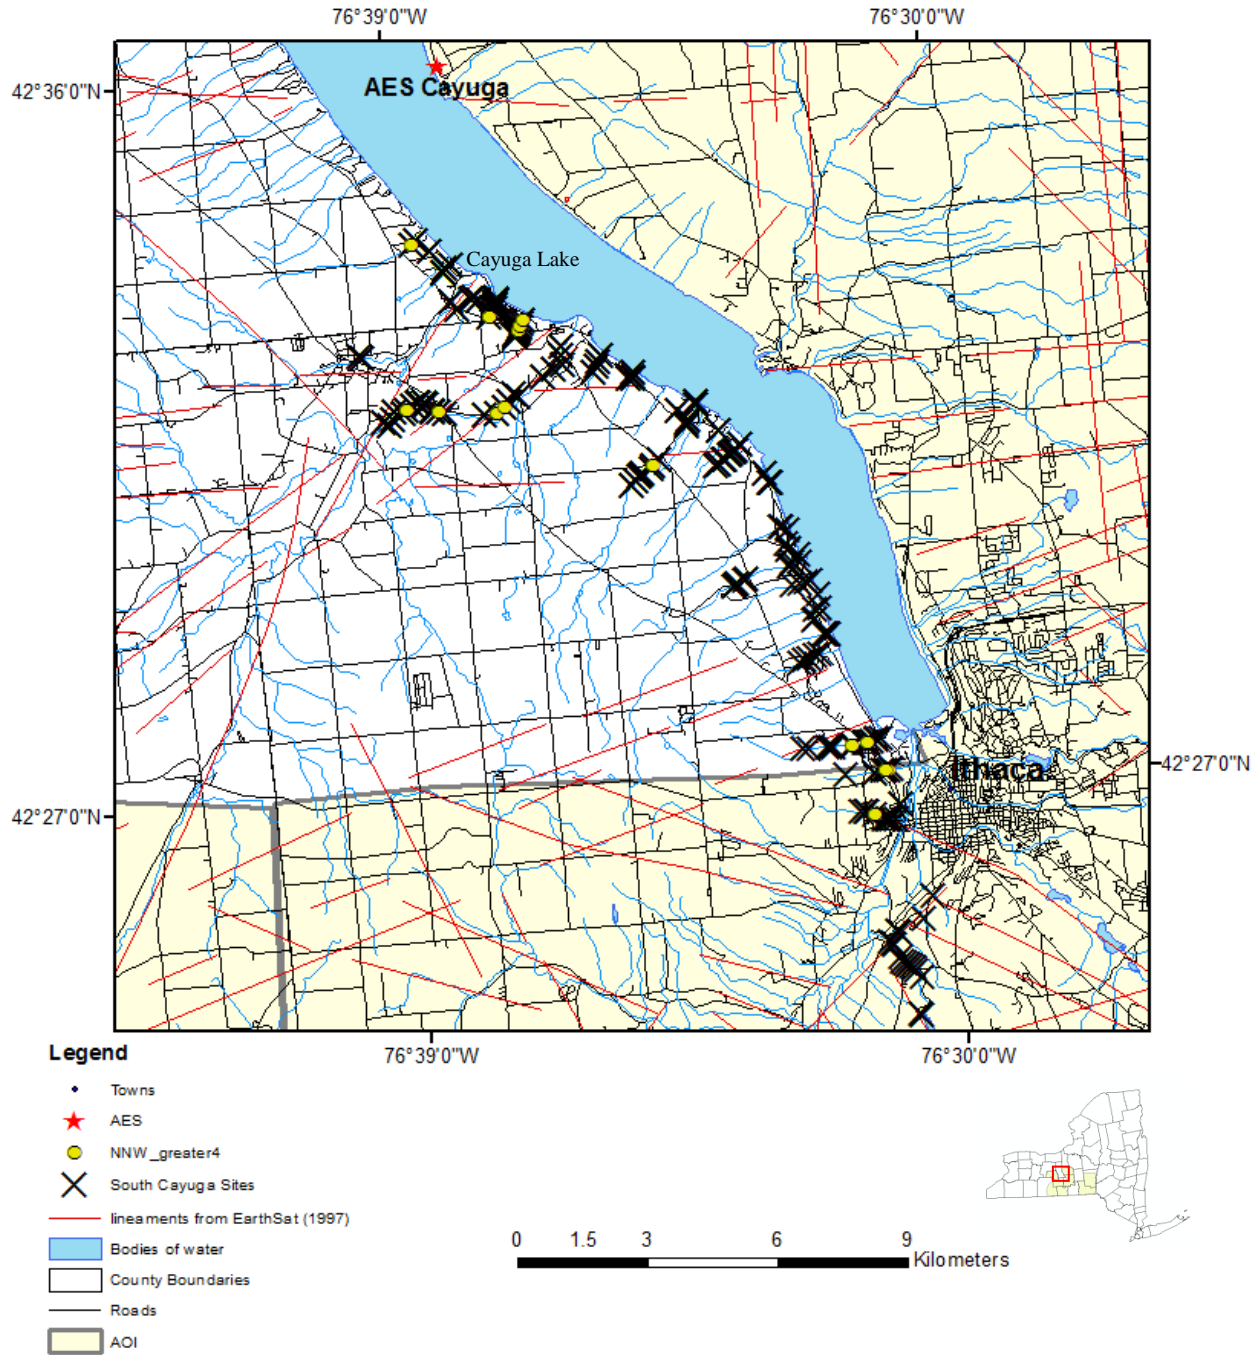 76°39'0"W 76°30'0"W
42°36'0"N
AES Cayuga
Cayuga Lake
42°27'0"N
Ithaca
42°27'0"N
76°39'0"W 76°30'0"W
Legend
Towns
AES
NNW_greater4
South Cayuga Sites
lineaments from EarthSat (1997)
Bodies of water
County Boundaries
Roads
AOI
0 1.5 3 6 9
Kilometers